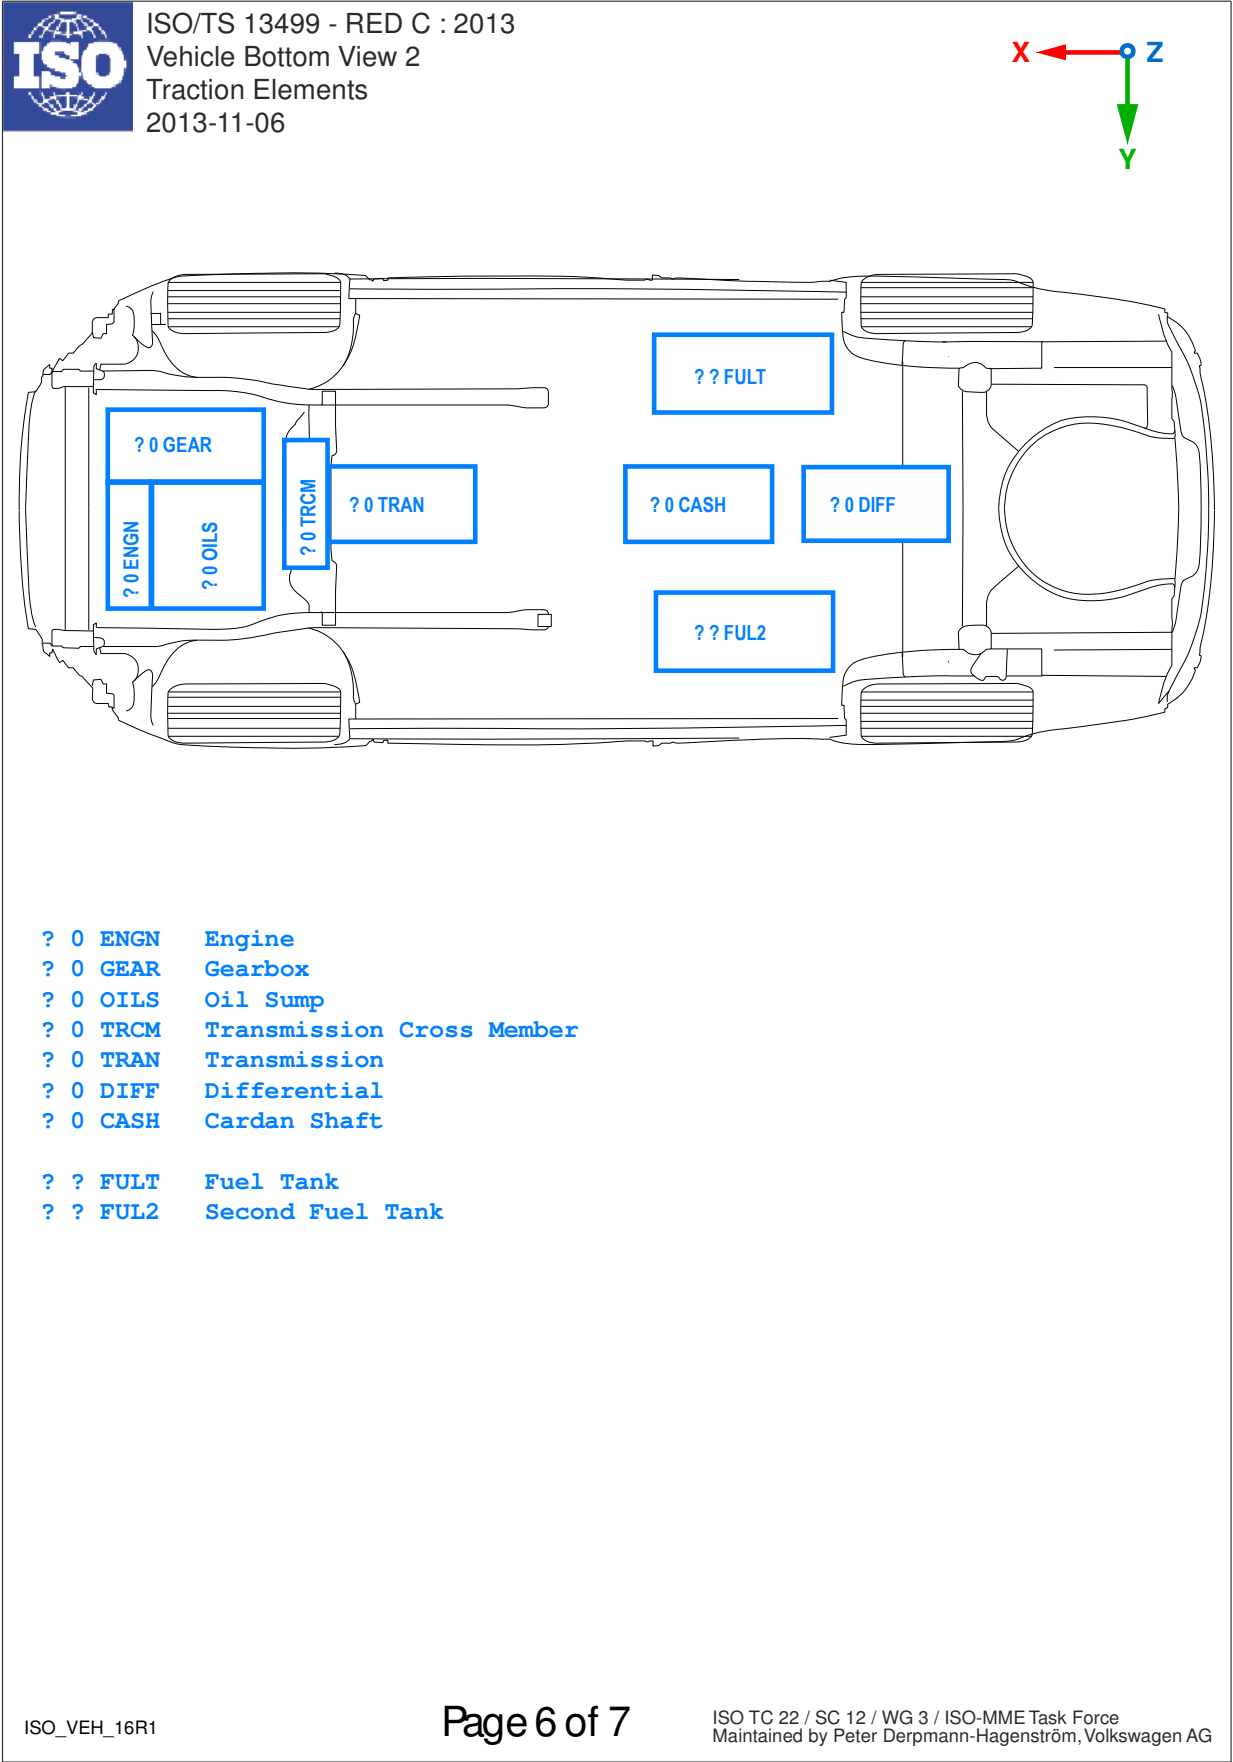 ISO
ISO/TS 13499 - RED C : 2013
Vehicle Bottom View 2
Traction Elements
2013-11-06
X
Z
Y
? ? FULT
? 0 GEAR
? 0 ENGN
? 0 OILS
? 0 TRCM
? 0 TRAN
? 0 CASH
? 0 DIFF
? ? FUL2
? 0 ENGN Engine
? 0 GEAR Gearbox
? 0 OILS Oil Sump
? 0 TRCM Transmission Cross Member
? 0 TRAN Transmission
? 0 DIFF Differential
? 0 CASH Cardan Shaft
? ? FULT Fuel Tank
? ? FUL2 Second Fuel Tank
ISO_VEH_16R1
Page 6 of 7
ISO TC 22 / SC 12 / WG 3 / ISO-MME Task Force
Maintained by Peter Derpmann-Hagenström, Volkswagen AG